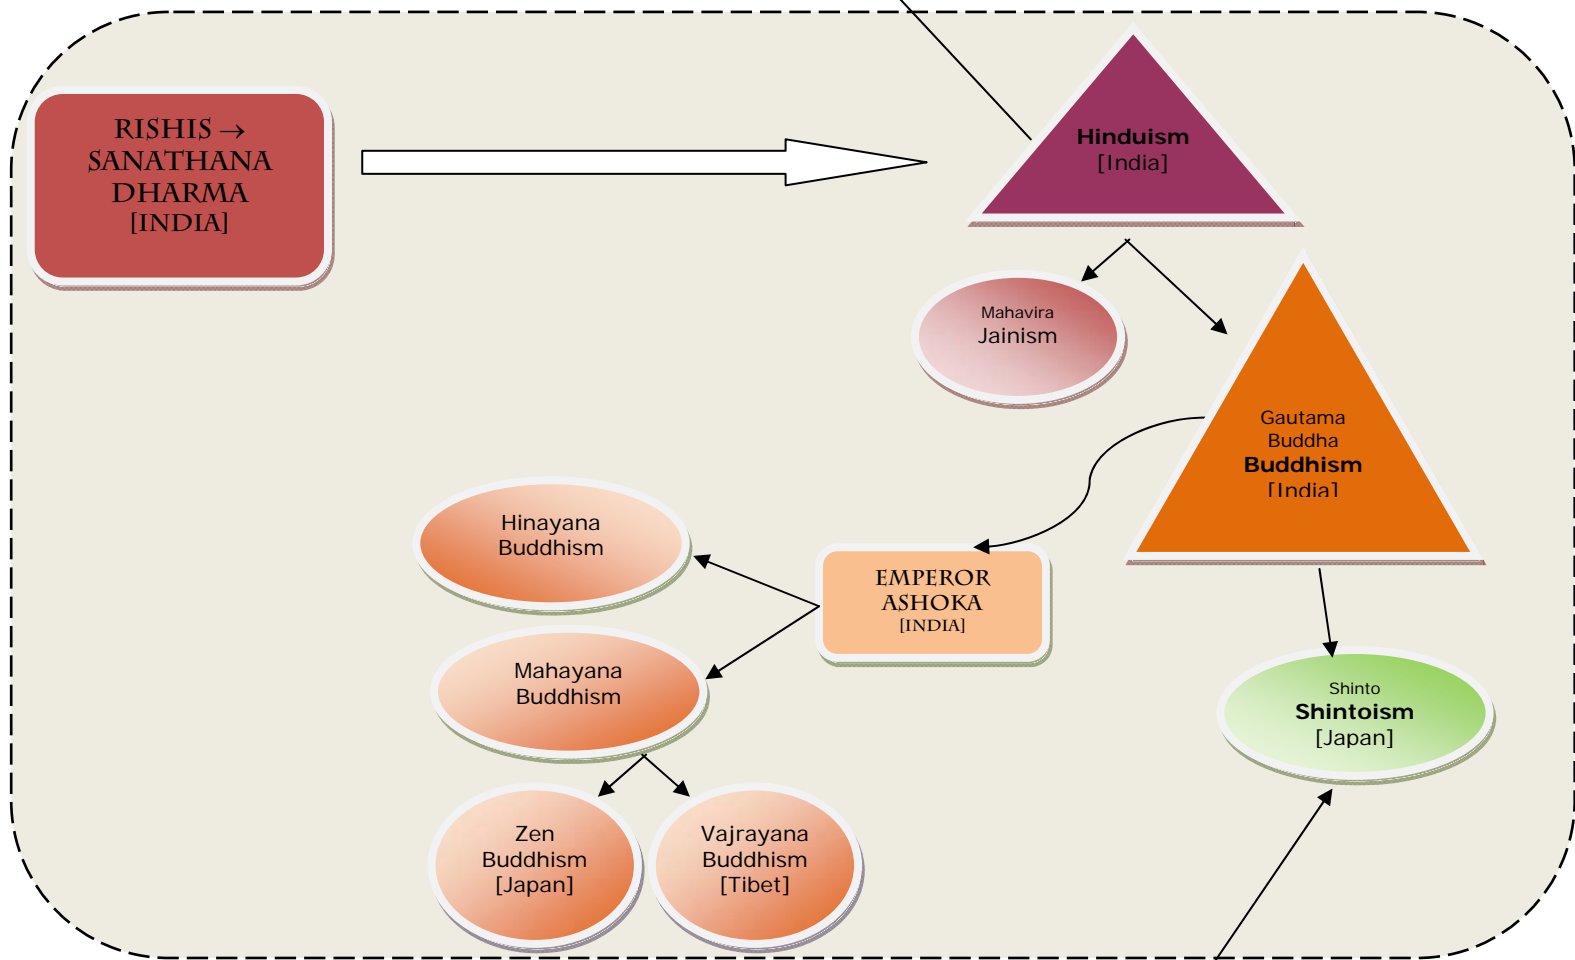 RISHIS →
SANATHANA
DHARMA
[INDIA]
Hinduism
[India]
Mahavira
Jainism
Gautama
Buddha
Buddhism
[India]
Hinayana
Buddhism
EMPEROR
ASHOKA
[INDIA]
Mahayana
Buddhism
Shinto
Shintoism
[Japan]
Zen
Buddhism
[Japan]
Vajrayana
Buddhism
[Tibet]